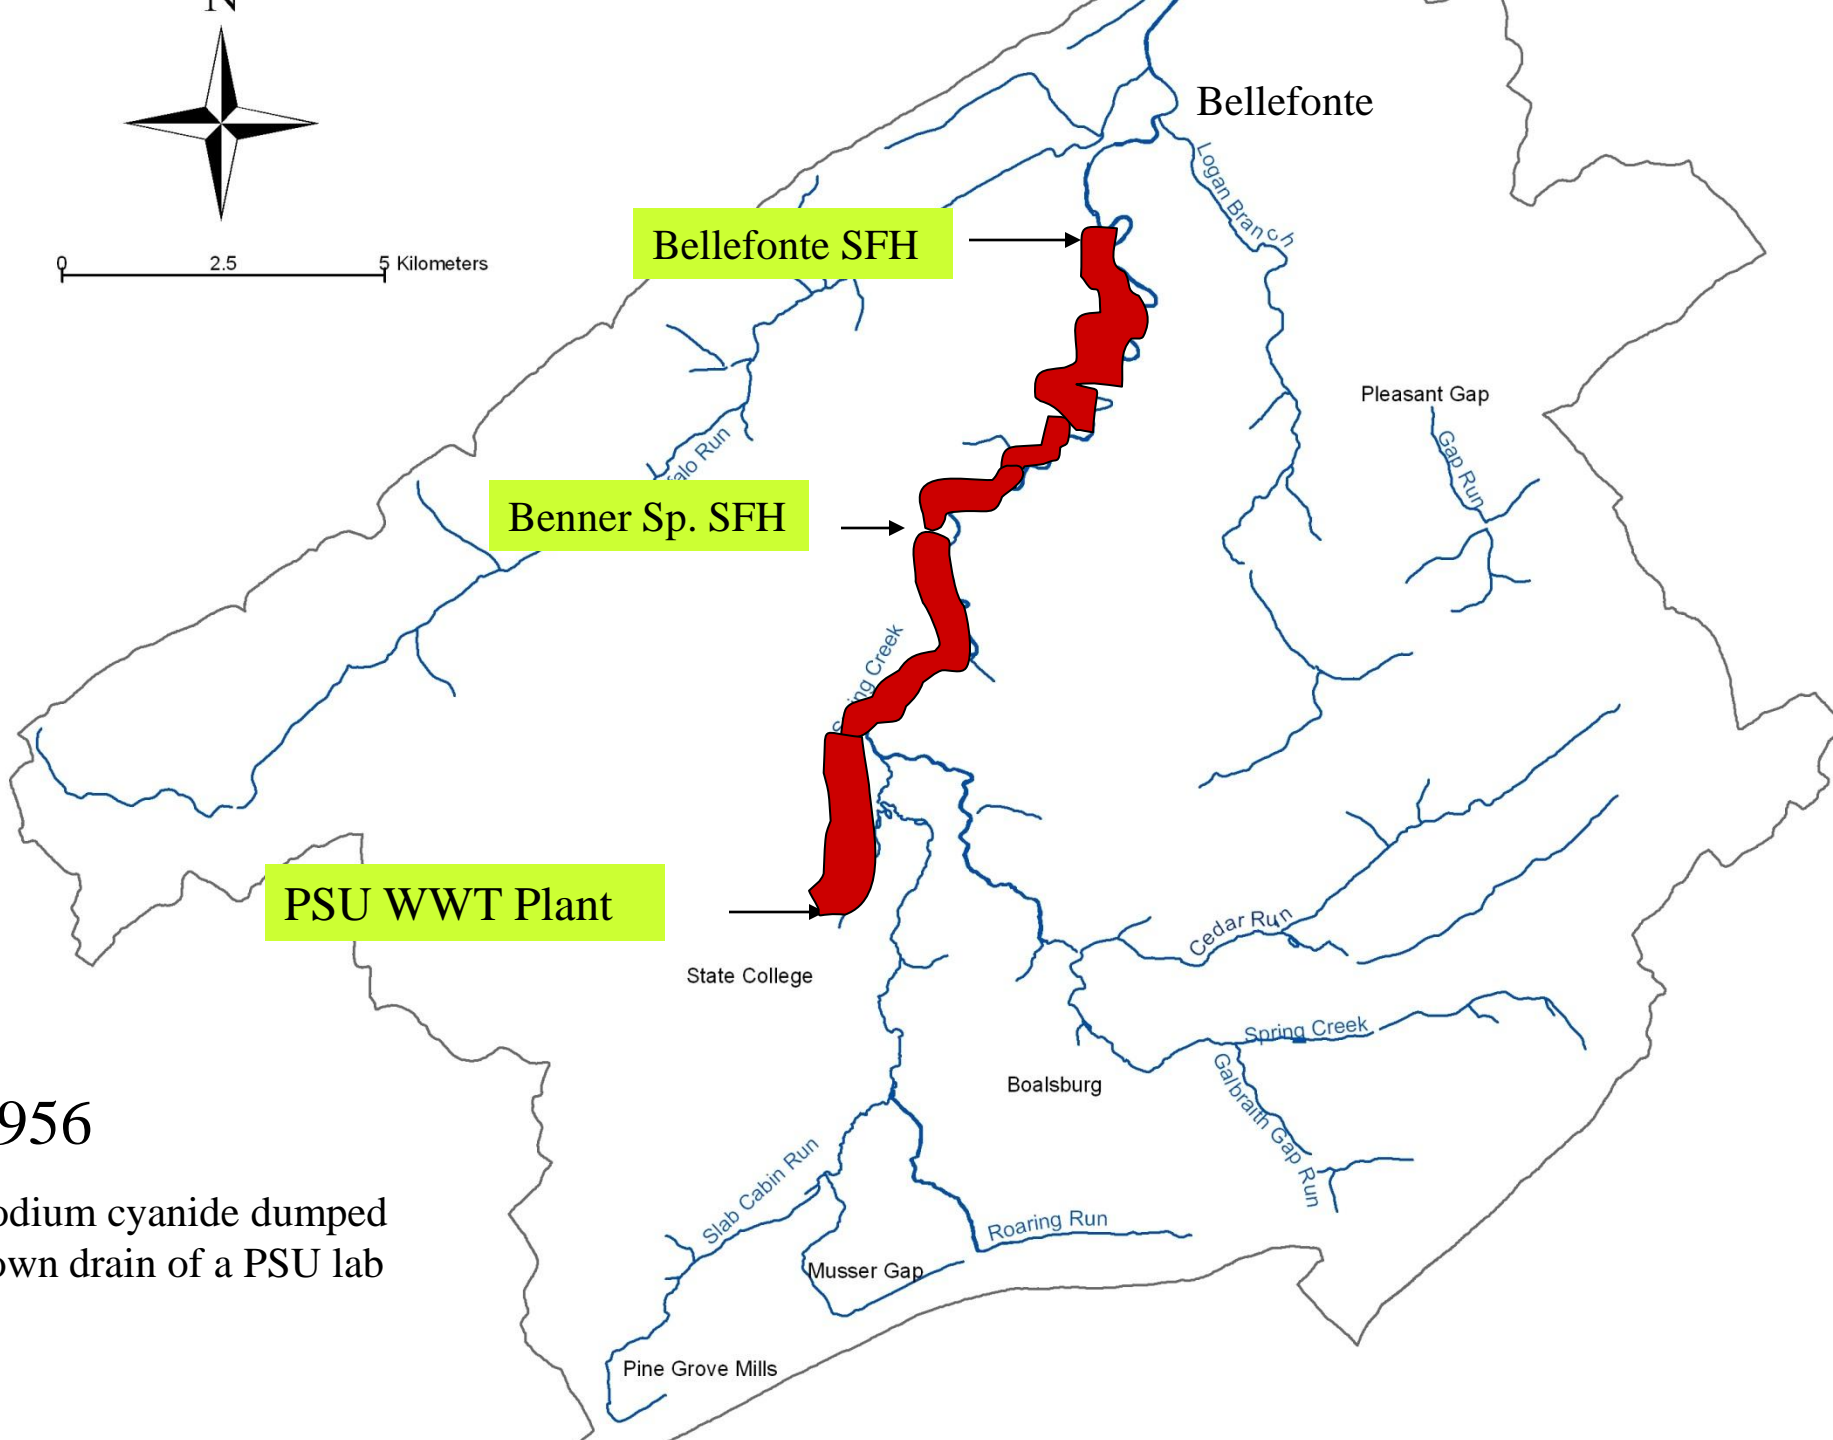 N
Bellefonte
Logan Branch
Bellefonte SFH
0 2.5 5 Kilometers
Pleasant Gap
Gap Run
falo Run
Benner Sp. SFH
Spring Creek
PSU WWT Plant
Cedar Run
State College
Spring Creek
Boalsburg
Galbraith Gap Run
956
Slab Cabin Run
odium cyanide dumped
own drain of a PSU lab
Roaring Run
Musser Gap
Pine Grove Mills